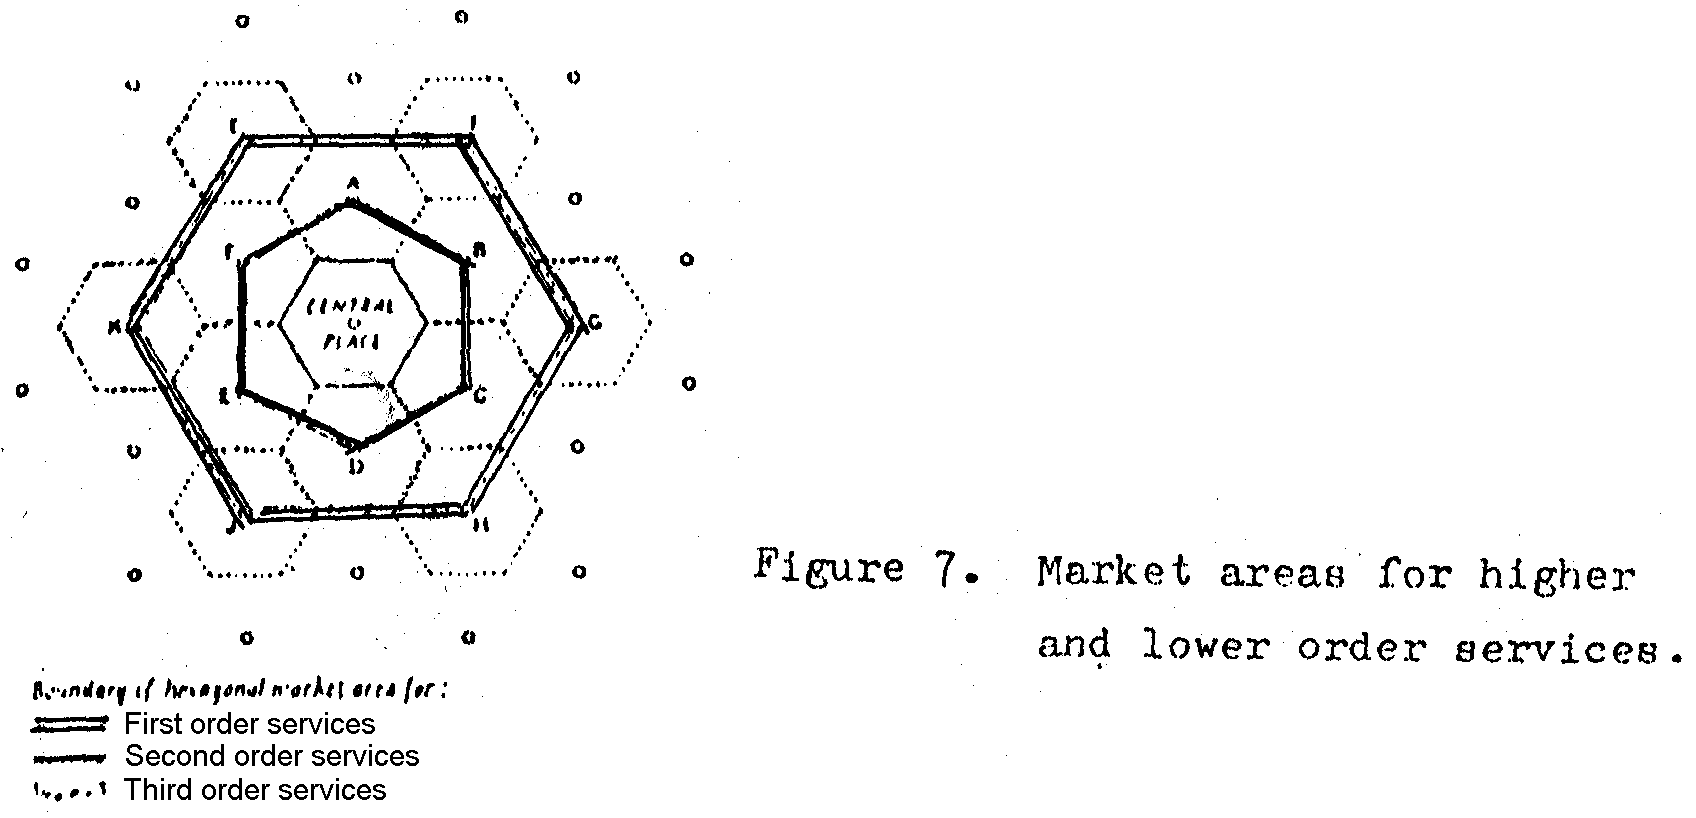 A
B
CENTRAL
PLACE
K
G
E
C
D
J
H
Figure 7. Market areas for higher
and lower order services.
Boundary of hexagonal market area for:
First order services
Second order services
Third order services